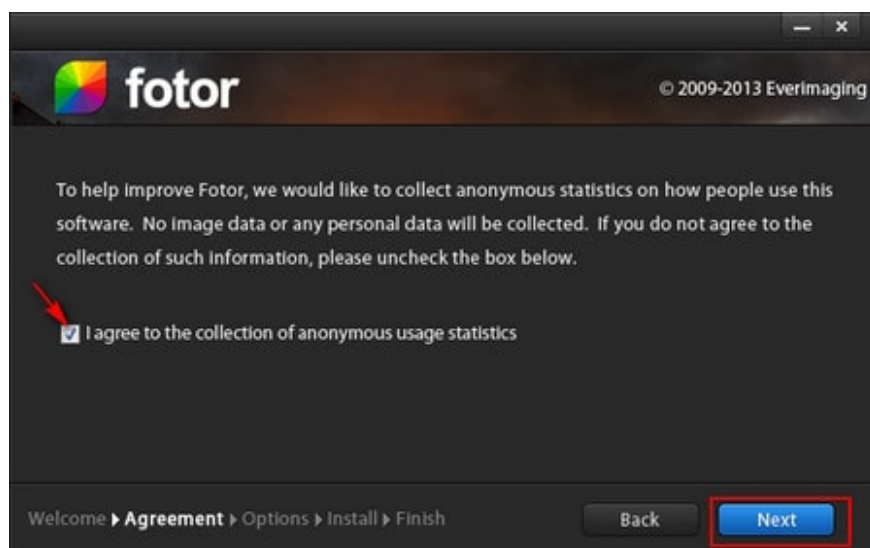 fotor
© 2009-2013 Everimaging
To help improve Fotor, we would like to collect anonymous statistics on how people use this
software. No image data or any personal data will be collected. If you do not agree to the
collection of such information, please uncheck the box below.
I agree to the collection of anonymous usage statistics
Welcome Agreement Options Install Finish
Back
Next